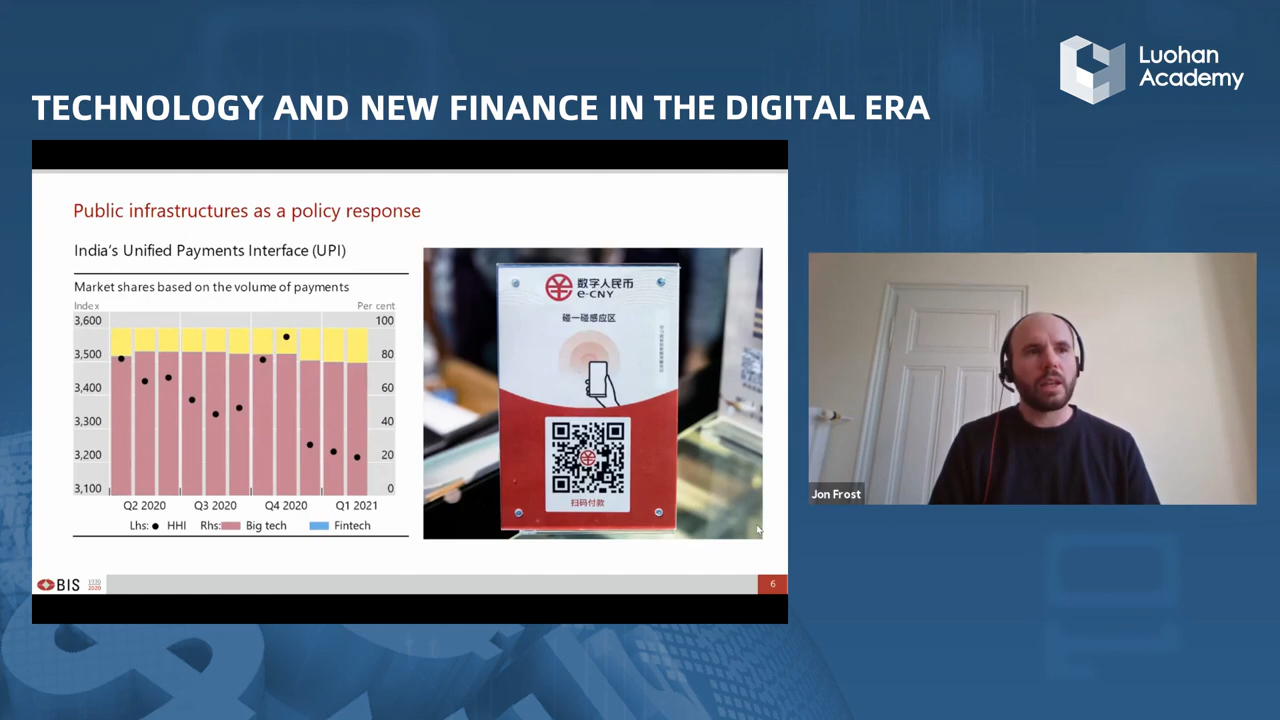 Luohan
Academy
TECHNOLOGY AND NEW FINANCE IN THE DIGITAL ERA
Public infrastructures as a policy response
India's Unified Payments Interface (UPI)
Market shares based on the volume of payments
Index
Per cent
3,600
3,500
3,400
3,300
3,200
3,100
100
80
60
40
20
0
Q2 2020
Q3 2020
Q4 2020
Q1 2021
Lhs: HHI Rhs: Big tech Fintech
数字人民币
e-CNY
碰一碰感应区
扫码付款
Jon Frost
BIS
1930
2020
6